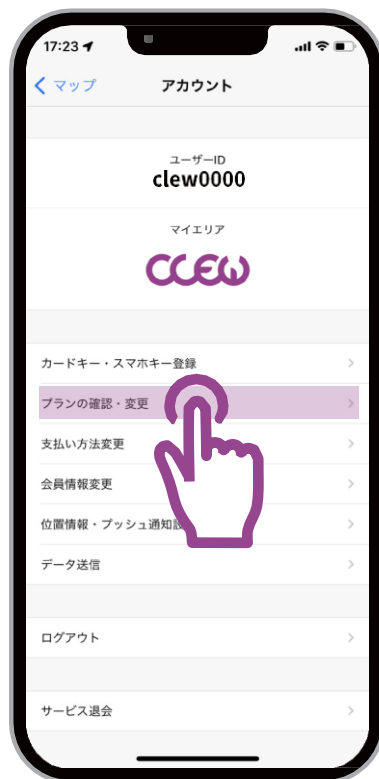 17:23
マップ
アカウント
ユーザーID
clew0000
マイエリア
CCEW
カードキー・スマホキー登録
プランの確認・変更
支払い方法変更
会員情報変更
位置情報・プッシュ通知設
データ送信
ログアウト
サービス退会